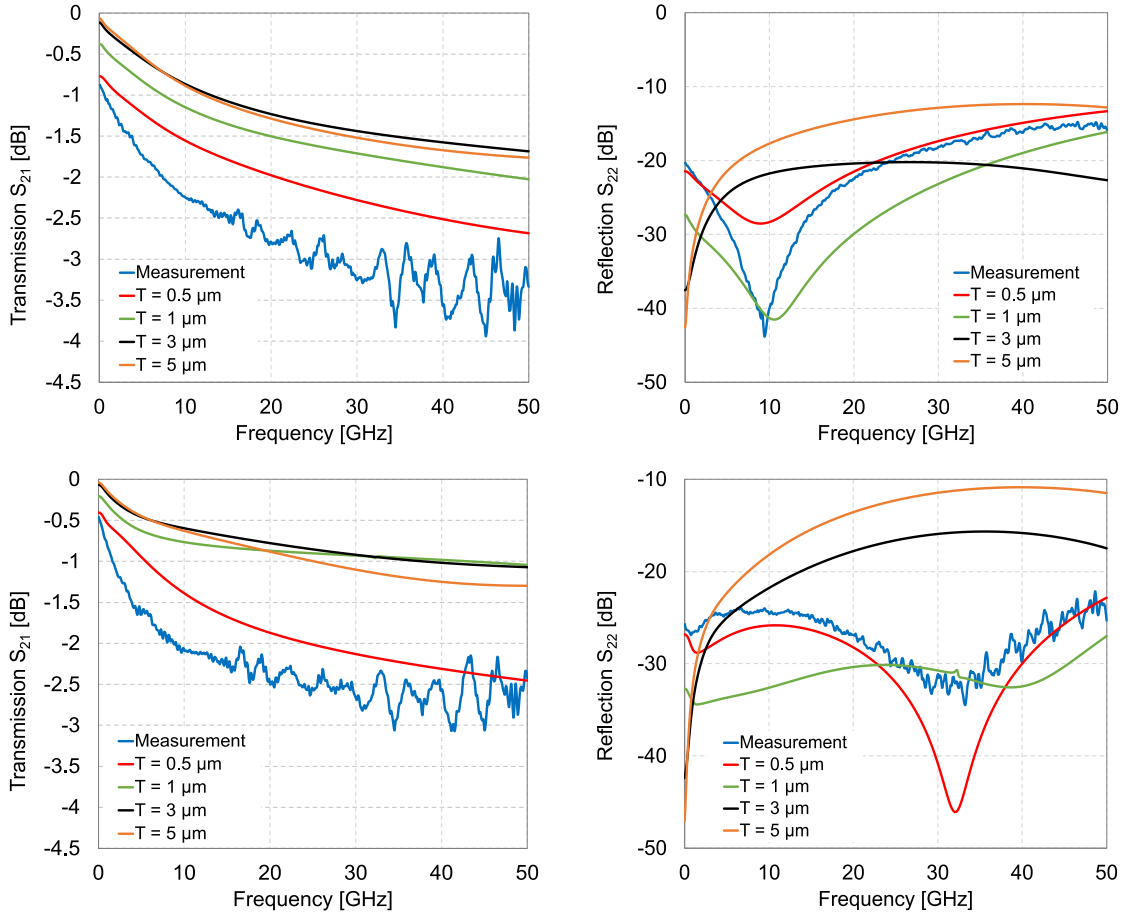 Transmission S21 [dB]
0
-0.5
-1
-1.5
-2
-2.5
-3
-3.5
-4
-4.5
Measurement
T = 0.5 µm
T = 1 µm
T = 3 µm
T = 5 µm
0 10 20 30 40 50
Frequency [GHz]
Reflection S22 [dB]
0
-10
-20
-30
-40
-50
Measurement
T = 0.5 µm
T = 1 µm
T = 3 µm
T = 5 µm
0 10 20 30 40 50
Frequency [GHz]
Transmission S21 [dB]
0
-0.5
-1
-1.5
-2
-2.5
-3
-3.5
-4
-4.5
Measurement
T = 0.5 µm
T = 1 µm
T = 3 µm
T = 5 µm
0 10 20 30 40 50
Frequency [GHz]
Reflection S22 [dB]
-10
-20
-30
-40
-50
Measurement
T = 0.5 µm
T = 1 µm
T = 3 µm
T = 5 µm
0 10 20 30 40 50
Frequency [GHz]